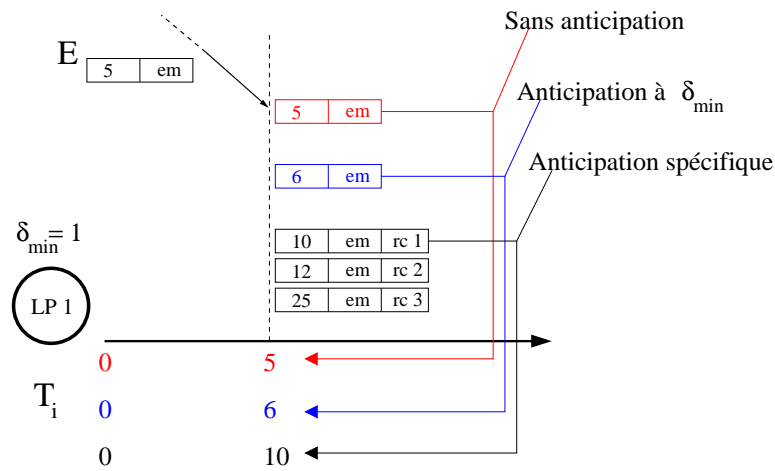 Sans anticipation
E
5 em
5 em
Anticipation à δmin
6 em
Anticipation spécifique
δmin = 1
10 em rc 1
12 em rc 2
25 em rc 3
LP 1
0 5
Ti
0 6
0 10